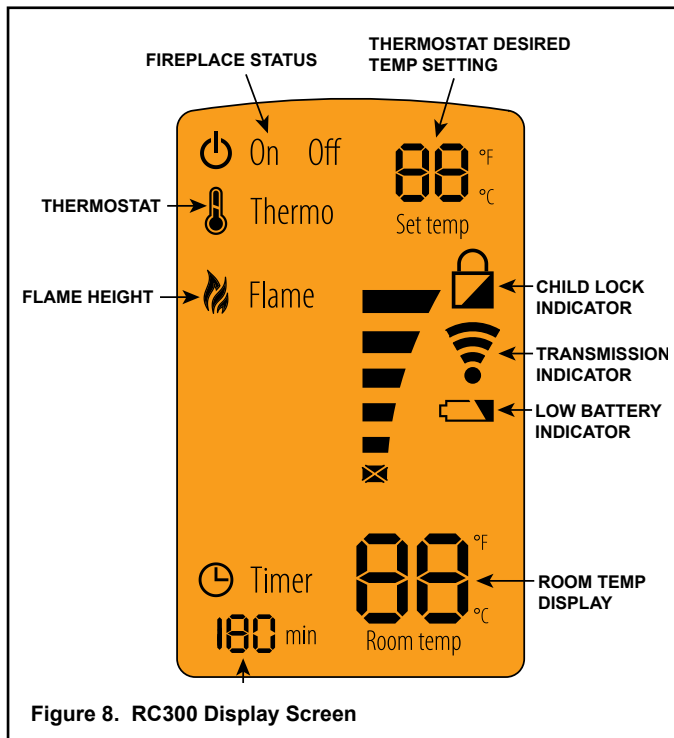 THERMOSTAT DESIRED
TEMP SETTING
FIREPLACE STATUS
On Off
88 °F
°C
Set temp
THERMOSTAT
Thermo
FLAME HEIGHT
Flame
CHILD LOCK
INDICATOR
TRANSMISSION
INDICATOR
LOW BATTERY
INDICATOR
Timer
180 min
88 °F
°C
Room temp
ROOM TEMP
DISPLAY
Figure 8. RC300 Display Screen